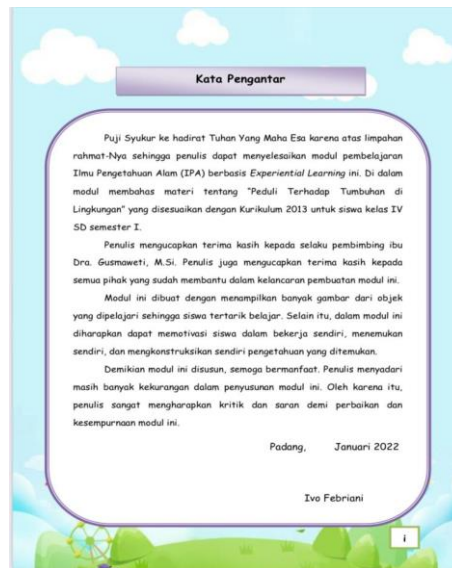 Kata Pengantar
Puji Syukur ke hadirat Tuhan Yang Maha Esa karena atas limpahan
rahmat-Nya sehingga penulis dapat menyelesaikan modul pembelajaran
Ilmu Pengetahuan Alam (IPA) berbasis Experiential Learning ini. Di dalam
modul membahas materi tentang "Peduli Terhadap Tumbuhan di
Lingkungan" yang disesuaikan dengan Kurikulum 2013 untuk siswa kelas IV
SD semester I.
Penulis mengucapkan terima kasih kepada selaku pembimbing ibu
Dra. Gusmaweti, M.Si. Penulis juga mengucapkan terima kasih kepada
semua pihak yang sudah membantu dalam kelancaran pembuatan modul ini.
Modul ini dibuat dengan menampilkan banyak gambar dari objek
yang dipelajari sehingga siswa tertarik belajar. Selain itu, dalam modul ini
diharapkan dapat memotivasi siswa dalam bekerja sendiri, menemukan
sendiri, dan mengkonstruksikan sendiri pengetahuan yang ditemukan.
Demikian modul ini disusun, semoga bermanfaat. Penulis menyadari
masih banyak kekurangan dalam penyusunan modul ini. Oleh karena itu,
penulis sangat mengharapkan kritik dan saran demi perbaikan dan
kesempurnaan modul ini.
Padang, Januari 2022
Ivo Febriani
i